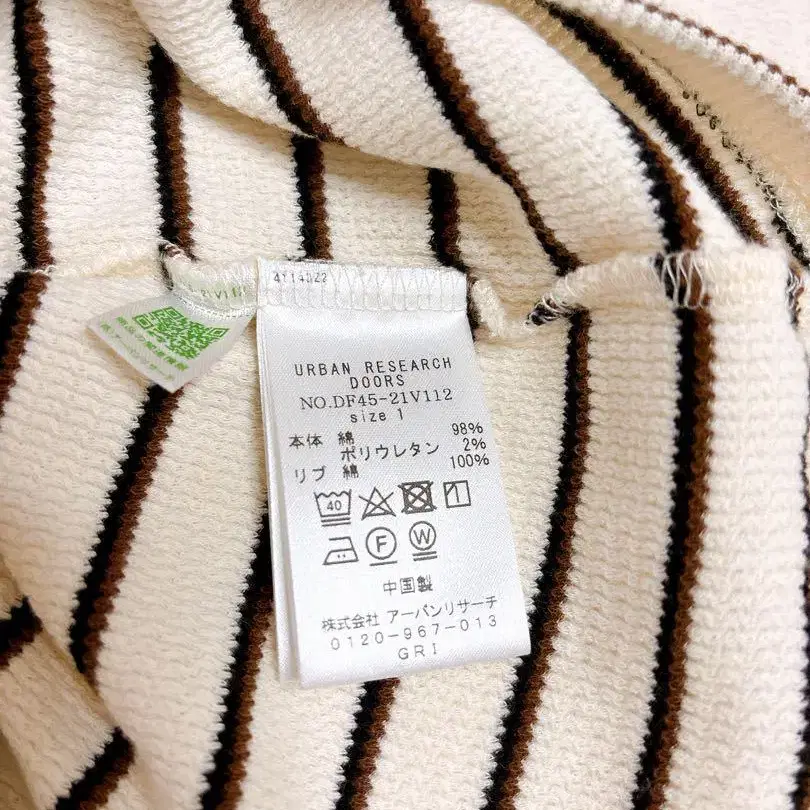 4Y140Z2
URBAN RESEARCH
DOORS
NO.DF45-21V112
size 1
本体 綿 98%
ポリウレタン 2%
リブ 綿 100%
40
F
W
中国製
株式会社 アーバンリサーチ
0120-967-013
GRI